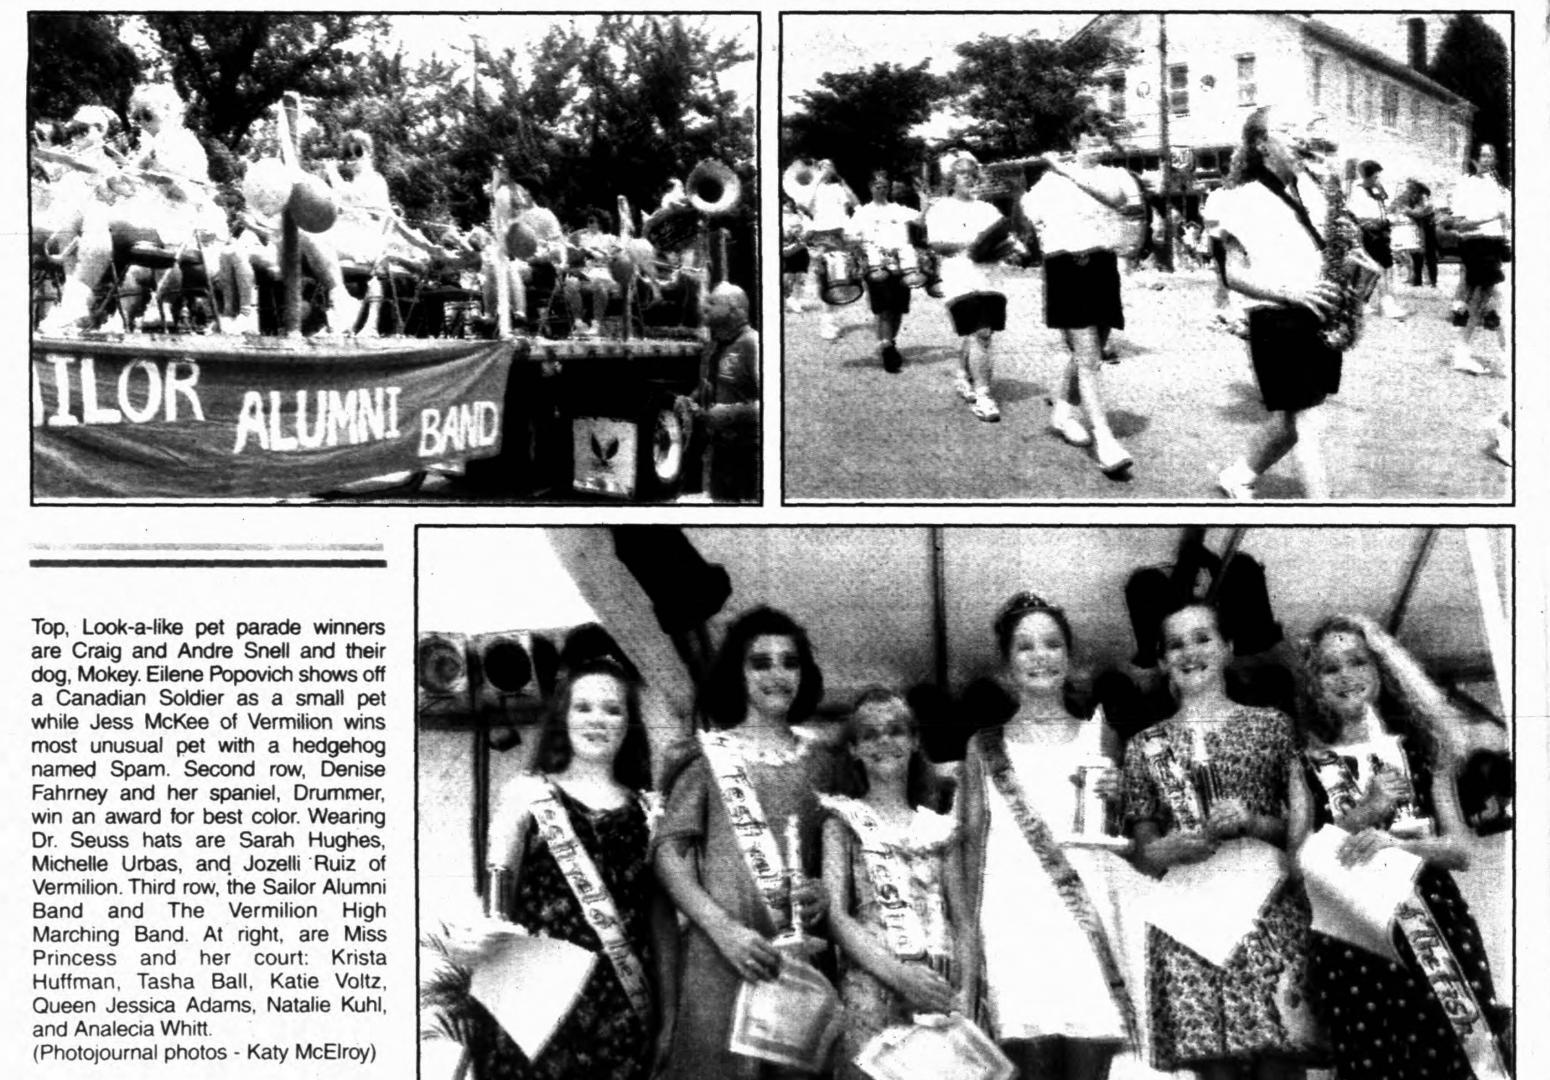 AILOR ALUMNI BAND
Top, Look-a-like pet parade winners
are Craig and Andre Snell and their
dog, Mokey. Eilene Popovich shows off
a Canadian Soldier as a small pet
while Jess McKee of Vermilion wins
most unusual pet with a hedgehog
named Spam. Second row, Denise
Fahrney and her spaniel, Drummer,
win an award for best color. Wearing
Dr. Seuss hats are Sarah Hughes,
Michelle Urbas, and Jozelli Ruiz of
Vermilion. Third row, the Sailor Alumni
Band and The Vermilion High
Marching Band. At right, are Miss
Princess and her court: Krista
Huffman, Tasha Ball, Katie Voltz,
Queen Jessica Adams, Natalie Kuhl,
and Analecia Whitt.
(Photojournal photos - Katy McElroy)